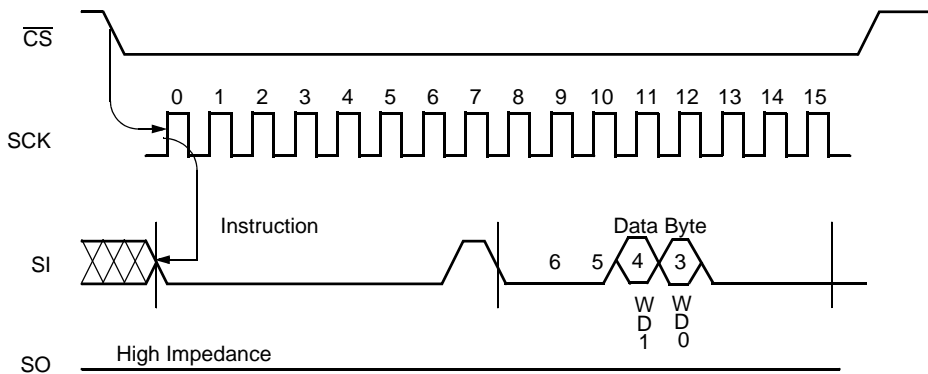 CS
0 1 2 3 4 5 6 7 8 9 10 11 12 13 14 15
SCK
Instruction
Data Byte
SI
6 5 4 3
W
D
1
W
D
0
High Impedance
SO